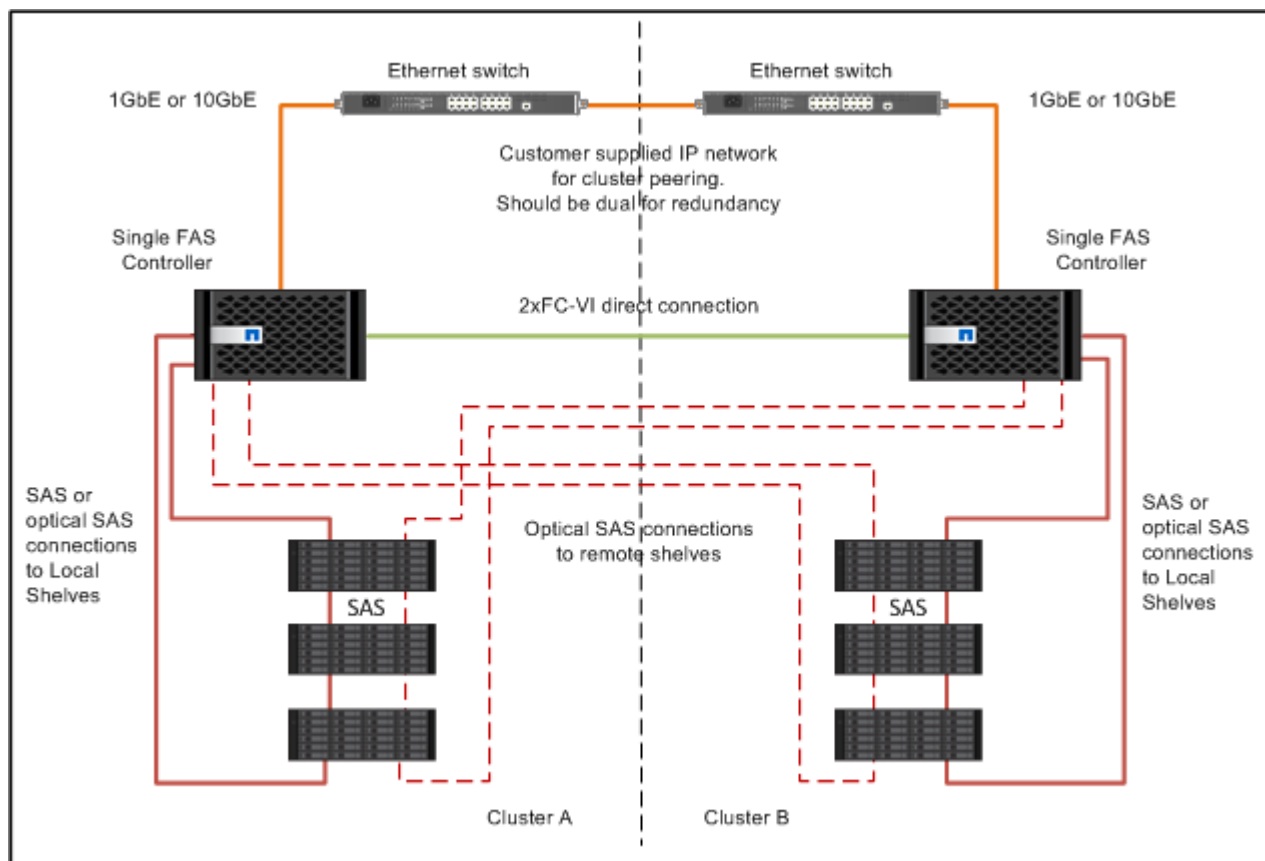 Ethernet switch
Ethernet switch
1GbE or 10GbE
1GbE or 10GbE
Customer supplied IP network
for cluster peering.
Should be dual for redundancy
Single FAS
Controller
Single FAS
Controller
2xFC-VI direct connection
SAS or
optical SAS
connections
to Local
Shelves
Optical SAS connections
to remote shelves
SAS or
optical SAS
connections
to Local
Shelves
SAS
SAS
Cluster A
Cluster B